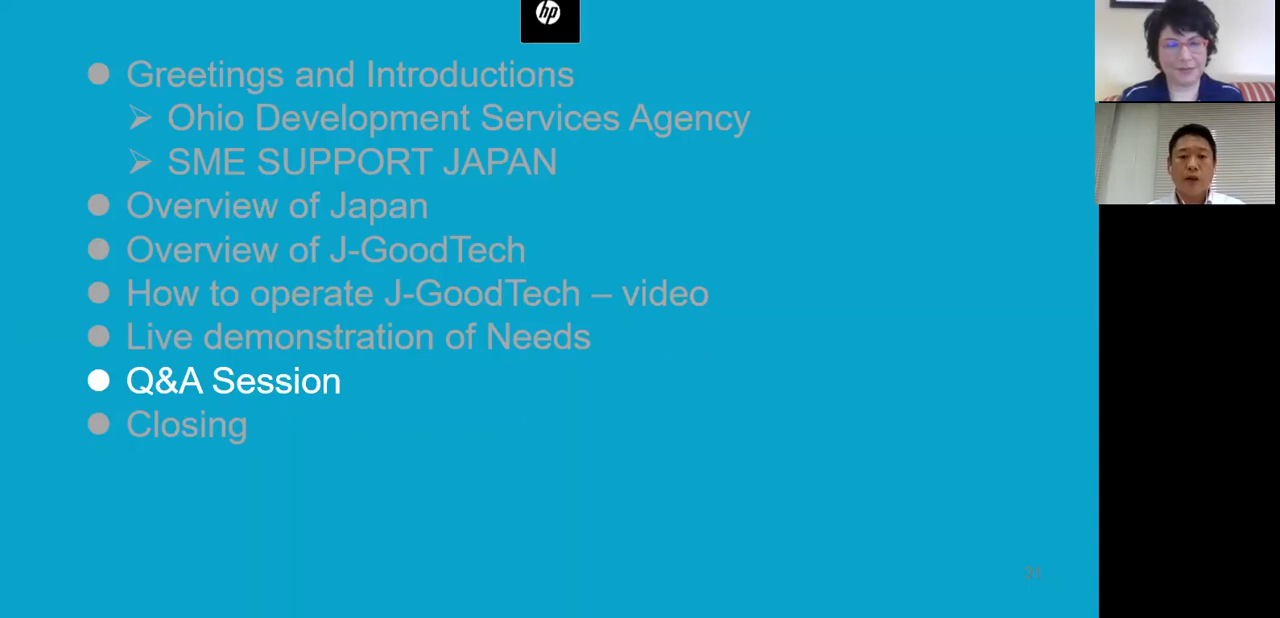 hp
Greetings and Introductions
Ohio Development Services Agency
SME SUPPORT JAPAN
Overview of Japan
Overview of J-GoodTech
How to operate J-GoodTech – video
Live demonstration of Needs
Q&A Session
Closing